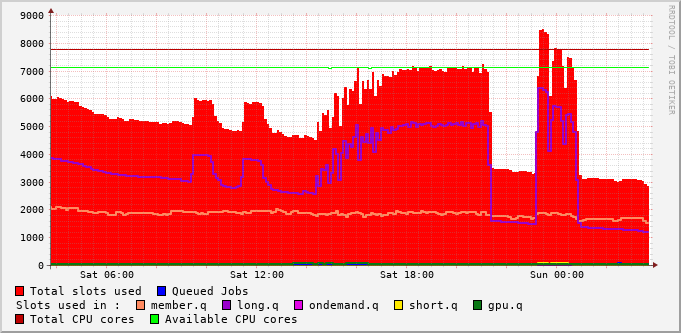 9000
8000
7000
6000
5000
4000
3000
2000
1000
0
Sat 06:00 Sat 12:00 Sat 18:00 Sun 00:00
RRDTOOL / TOBI OETIKER
Total slots used Queued Jobs
Slots used in : member.q long.q ondemand.q short.q gpu.q
Total CPU cores Available CPU cores